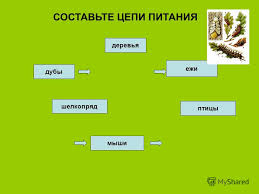 СОСТАВЬТЕ ЦЕПИ ПИТАНИЯ
деревья
дубы
ежи
шелкопряд
птицы
мыши
MyShared